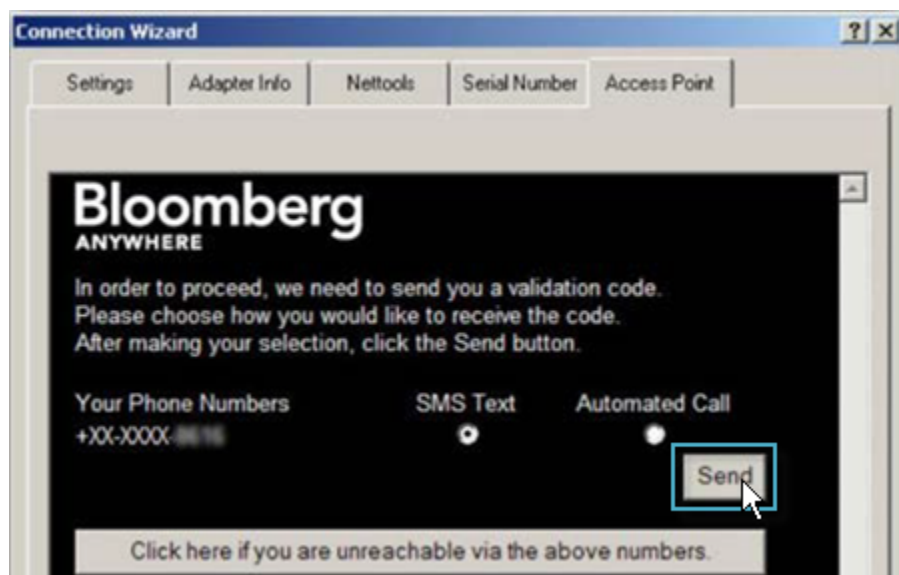 Connection Wizard
Settings Adapter Info Nettools Serial Number Access Point
Bloomberg
ANYWHERE
In order to proceed, we need to send you a validation code.
Please choose how you would like to receive the code.
After making your selection, click the Send button.
Your Phone Numbers SMS Text Automated Call
+XX-XXXX-
Send
Click here if you are unreachable via the above numbers.